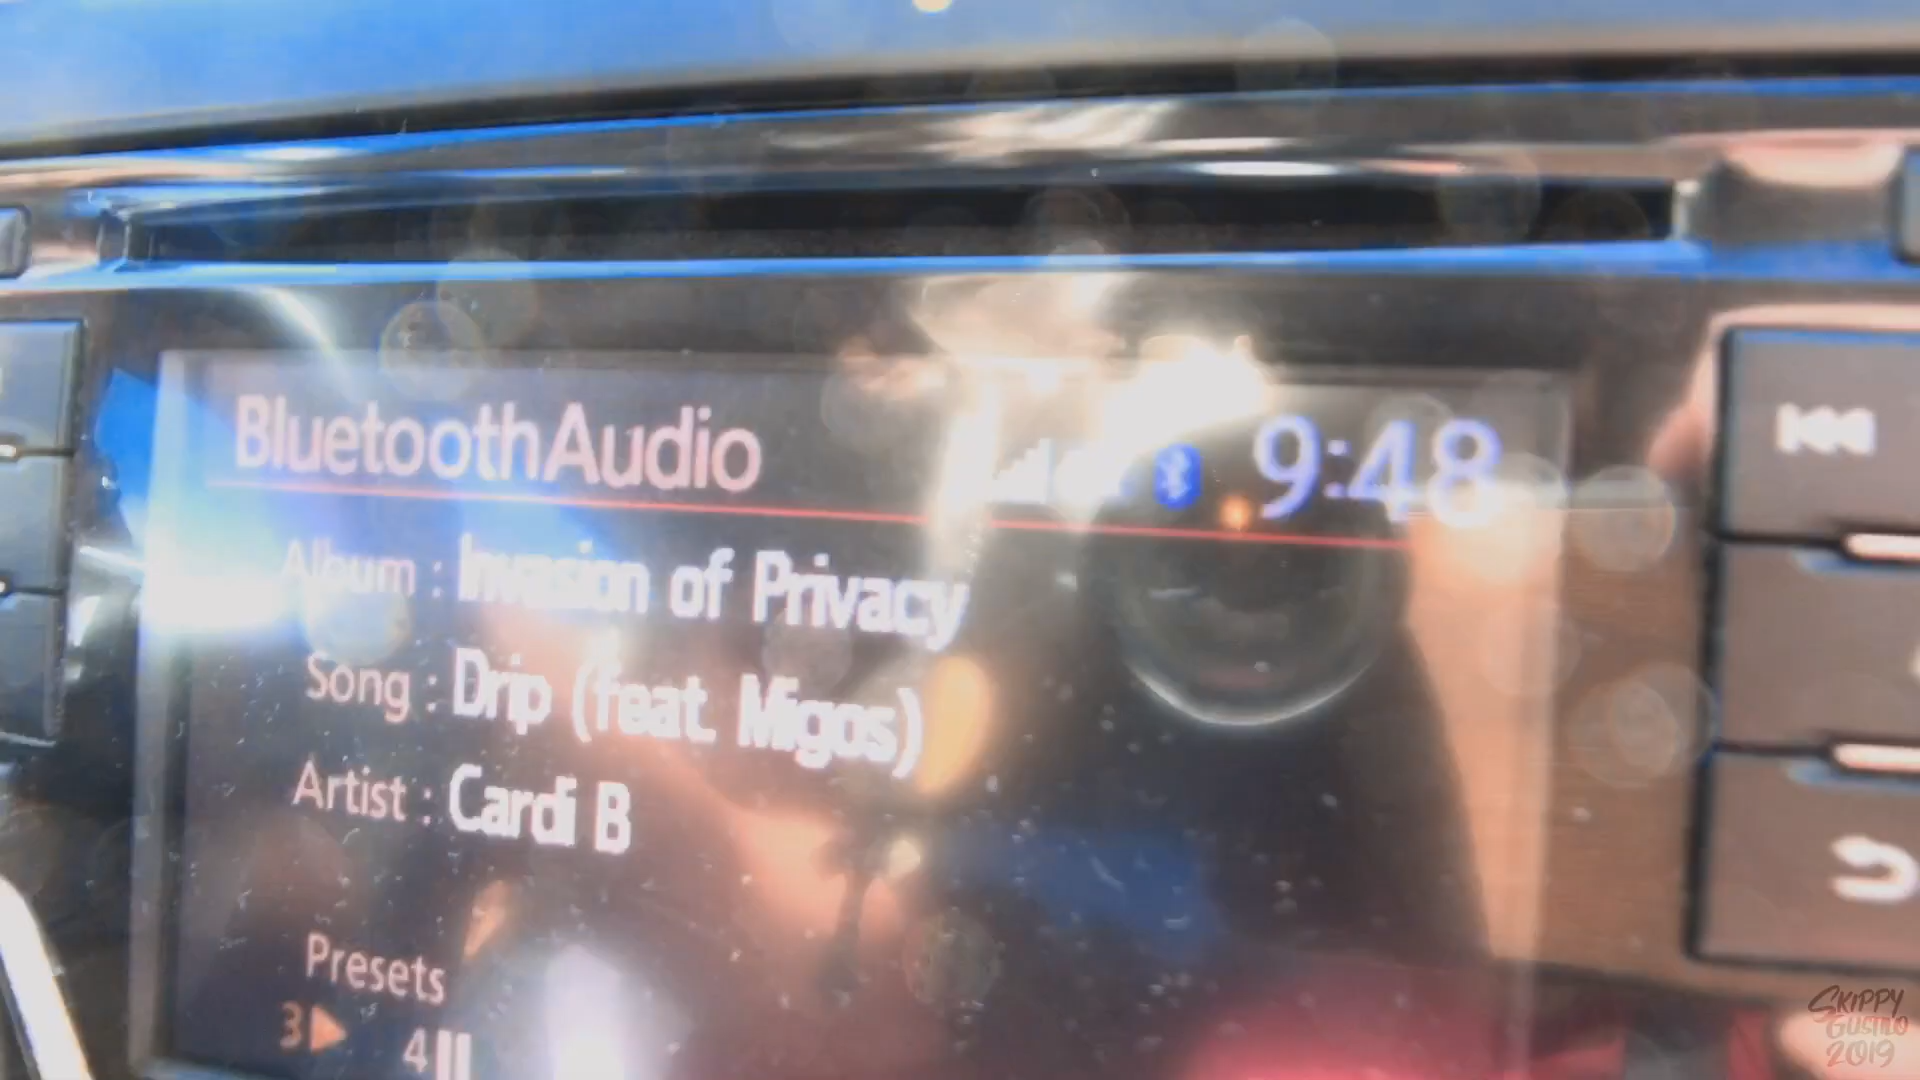 BluetoothAudio 9:48
Album : Invasion of Privacy
Song : Drip (feat. Migos)
Artist : Cardi B
Presets
3 4
SKIPPY
GUSTILO
2019